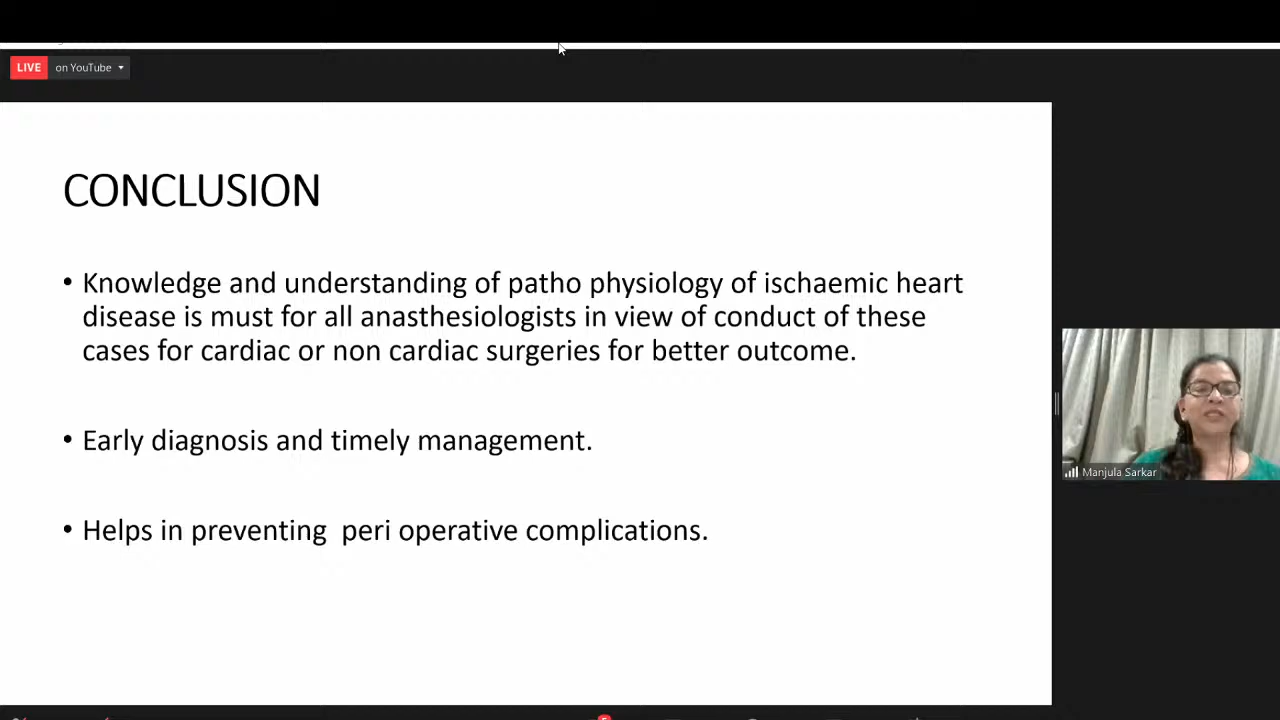 LIVE on YouTube
CONCLUSION
• Knowledge and understanding of patho physiology of ischaemic heart
disease is must for all anasthesiologists in view of conduct of these
cases for cardiac or non cardiac surgeries for better outcome.
• Early diagnosis and timely management.
• Helps in preventing  peri operative complications.
Manjula Sarkar